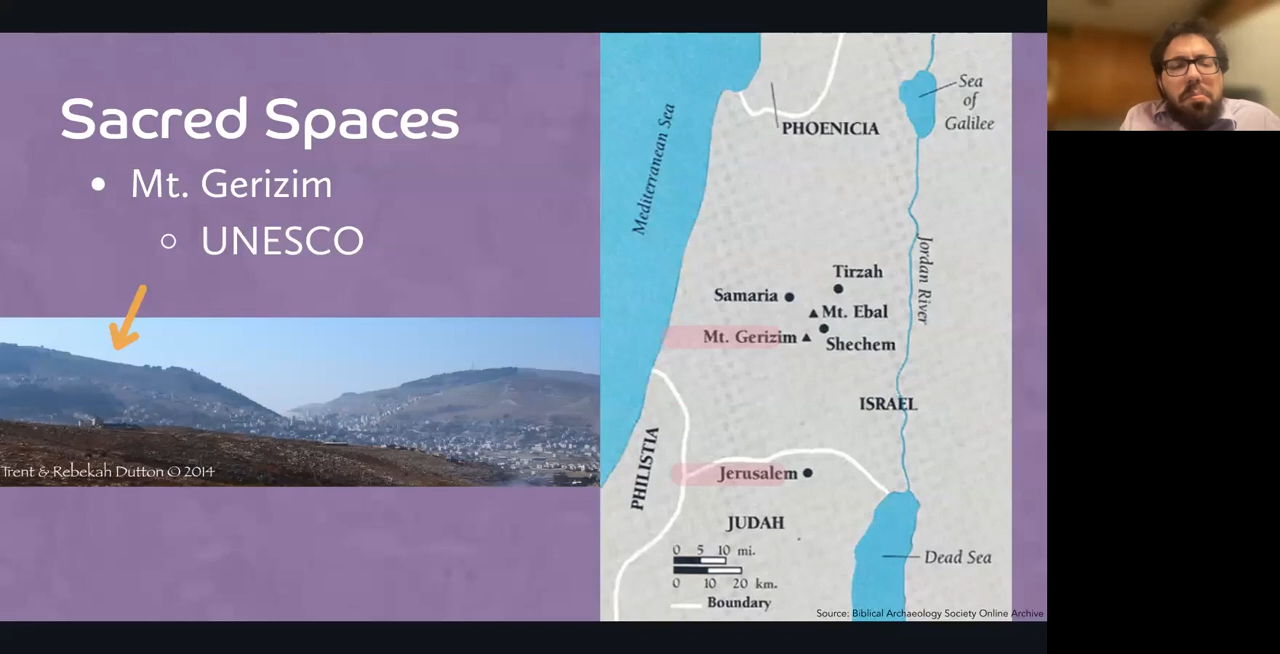 Sacred Spaces
• Mt. Gerizim
○ UNESCO
Trent & Rebekah Dutton © 2014
Mediterranean Sea
PHOENICIA
Sea
of
Galilee
Jordan River
Tirzah
Samaria
Mt. Ebal
Mt. Gerizim
Shechem
ISRAEL
PHILISTIA
Jerusalem
JUDAH
0 5 10 mi.
0 10 20 km.
Boundary
Dead Sea
Source: Biblical Archaeology Society Online Archive